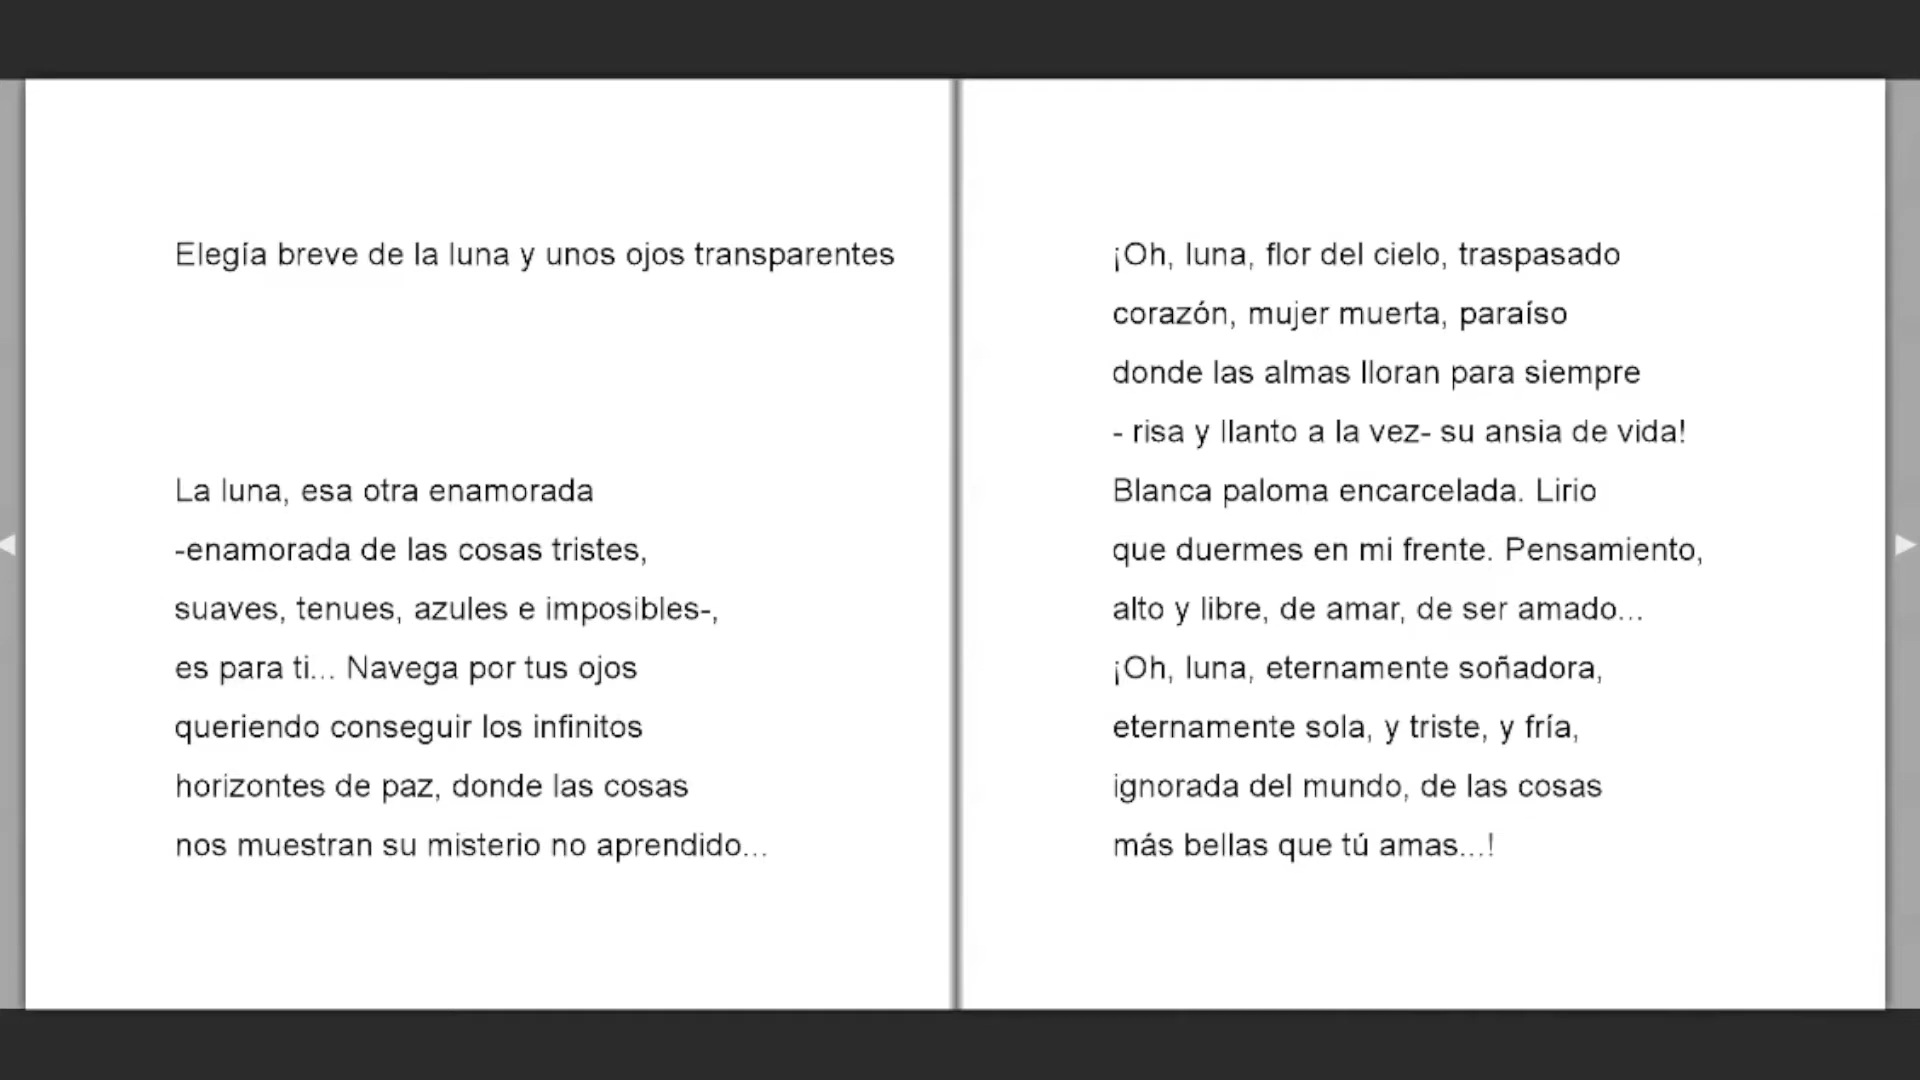 Elegía breve de la luna y unos ojos transparentes
La luna, esa otra enamorada
-enamorada de las cosas tristes,
suaves, tenues, azules e imposibles-,
es para ti... Navega por tus ojos
queriendo conseguir los infinitos
horizontes de paz, donde las cosas
nos muestran su misterio no aprendido...
¡Oh, luna, flor del cielo, traspasado
corazón, mujer muerta, paraíso
donde las almas lloran para siempre
- risa y llanto a la vez- su ansia de vida!
Blanca paloma encarcelada. Lirio
que duermes en mi frente. Pensamiento,
alto y libre, de amar, de ser amado...
¡Oh, luna, eternamente soñadora,
eternamente sola, y triste, y fría,
ignorada del mundo, de las cosas
más bellas que tú amas...!